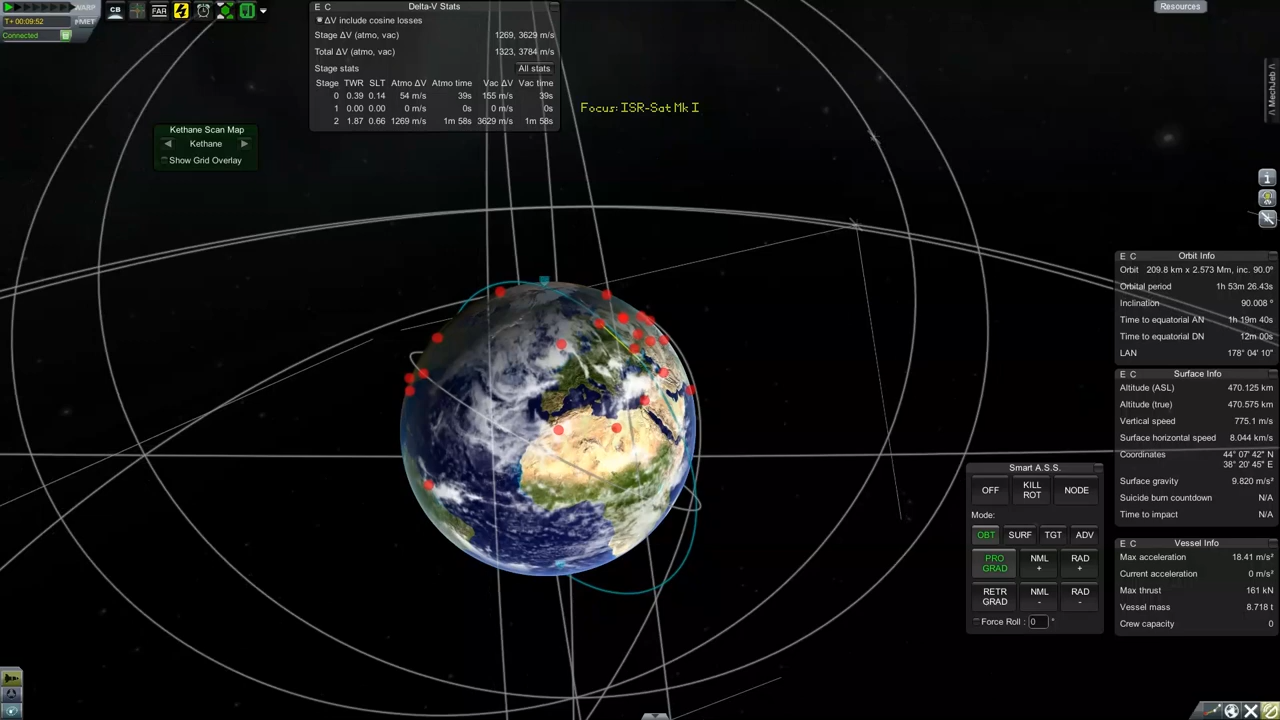 WARP
T+ 00:09:52
MET
Connected
CB
FAR
E C Delta-V Stats
ΔV include cosine losses
Stage ΔV (atmo, vac) 1269, 3629 m/s
Total ΔV (atmo, vac) 1323, 3784 m/s
Stage stats All stats
Stage TWR SLT Atmo ΔV Atmo time Vac ΔV Vac time
0 0.39 0.14 54 m/s 39s 155 m/s 39s
1 0.00 0.00 0 m/s 0s 0 m/s 0s
2 1.87 0.66 1269 m/s 1m 58s 3629 m/s 1m 58s
Focus: ISR-Sat Mk I
Resources
< MechJeb <
Kethane Scan Map
Kethane
Show Grid Overlay
E C Orbit Info
Orbit 209.8 km x 2.573 Mm, inc. 90.0º
Orbital period 1h 53m 26.43s
Inclination 90.008 º
Time to equatorial AN 1h 19m 40s
Time to equatorial DN 12m 00s
LAN 178° 04' 10"
E C Surface Info
Altitude (ASL) 470.125 km
Altitude (true) 470.575 km
Vertical speed 775.1 m/s
Surface horizontal speed 8.044 km/s
Coordinates 44° 07' 42" N
38° 20' 45" E
Surface gravity 9.820 m/s²
Suicide burn countdown N/A
Time to impact N/A
E C Vessel Info
Max acceleration 18.41 m/s²
Current acceleration 0 m/s²
Max thrust 161 kN
Vessel mass 8.718 t
Crew capacity 0
Smart A.S.S.
OFF KILL ROT NODE
Mode:
OBT SURF TGT ADV
PRO GRAD NML + RAD +
RETR GRAD NML - RAD -
Force Roll : 0 °